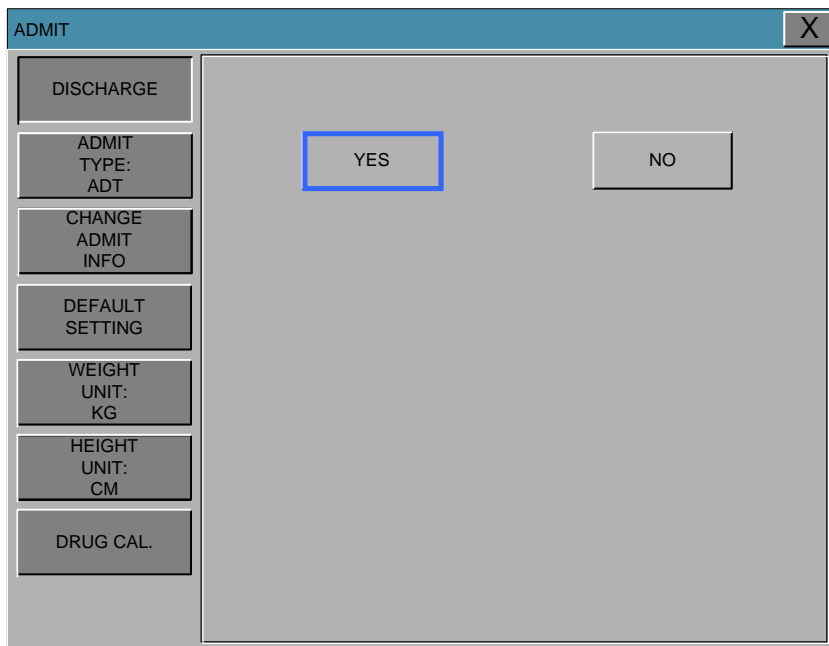 ADMIT
X
DISCHARGE
ADMIT
TYPE:
ADT
CHANGE
ADMIT
INFO
DEFAULT
SETTING
WEIGHT
UNIT:
KG
HEIGHT
UNIT:
CM
DRUG CAL.
YES
NO